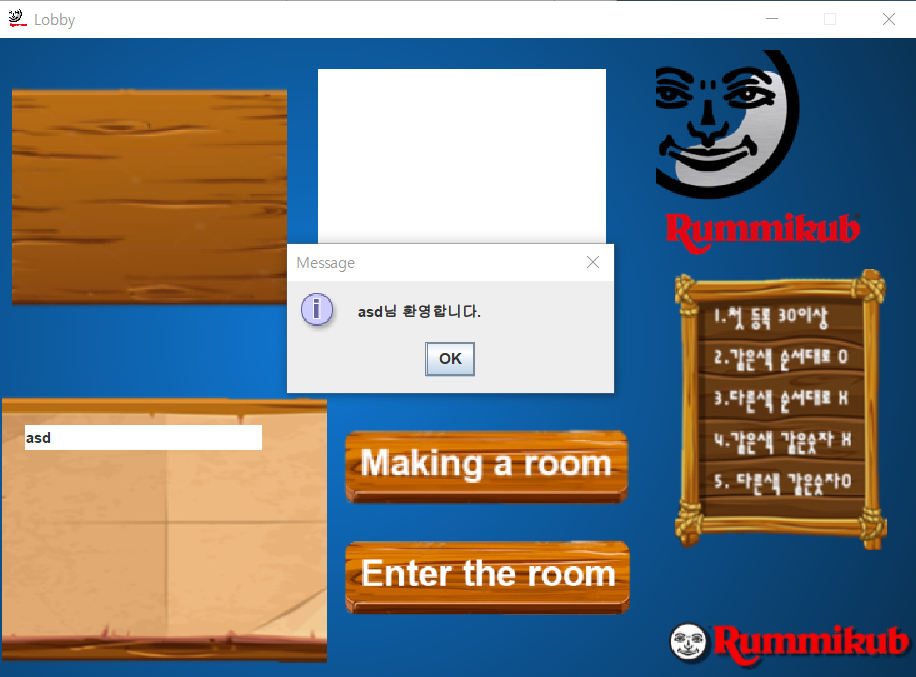 Lobby
Rummikub
Message
asd님 환영합니다.
OK
1.첫 등록 30이상
2.같은색 순서대로 O
3.다른색 순서대로 X
4.같은색 같은숫자 X
5. 다른색 같은숫자O
asd
Making a room
Enter the room
Rummikub